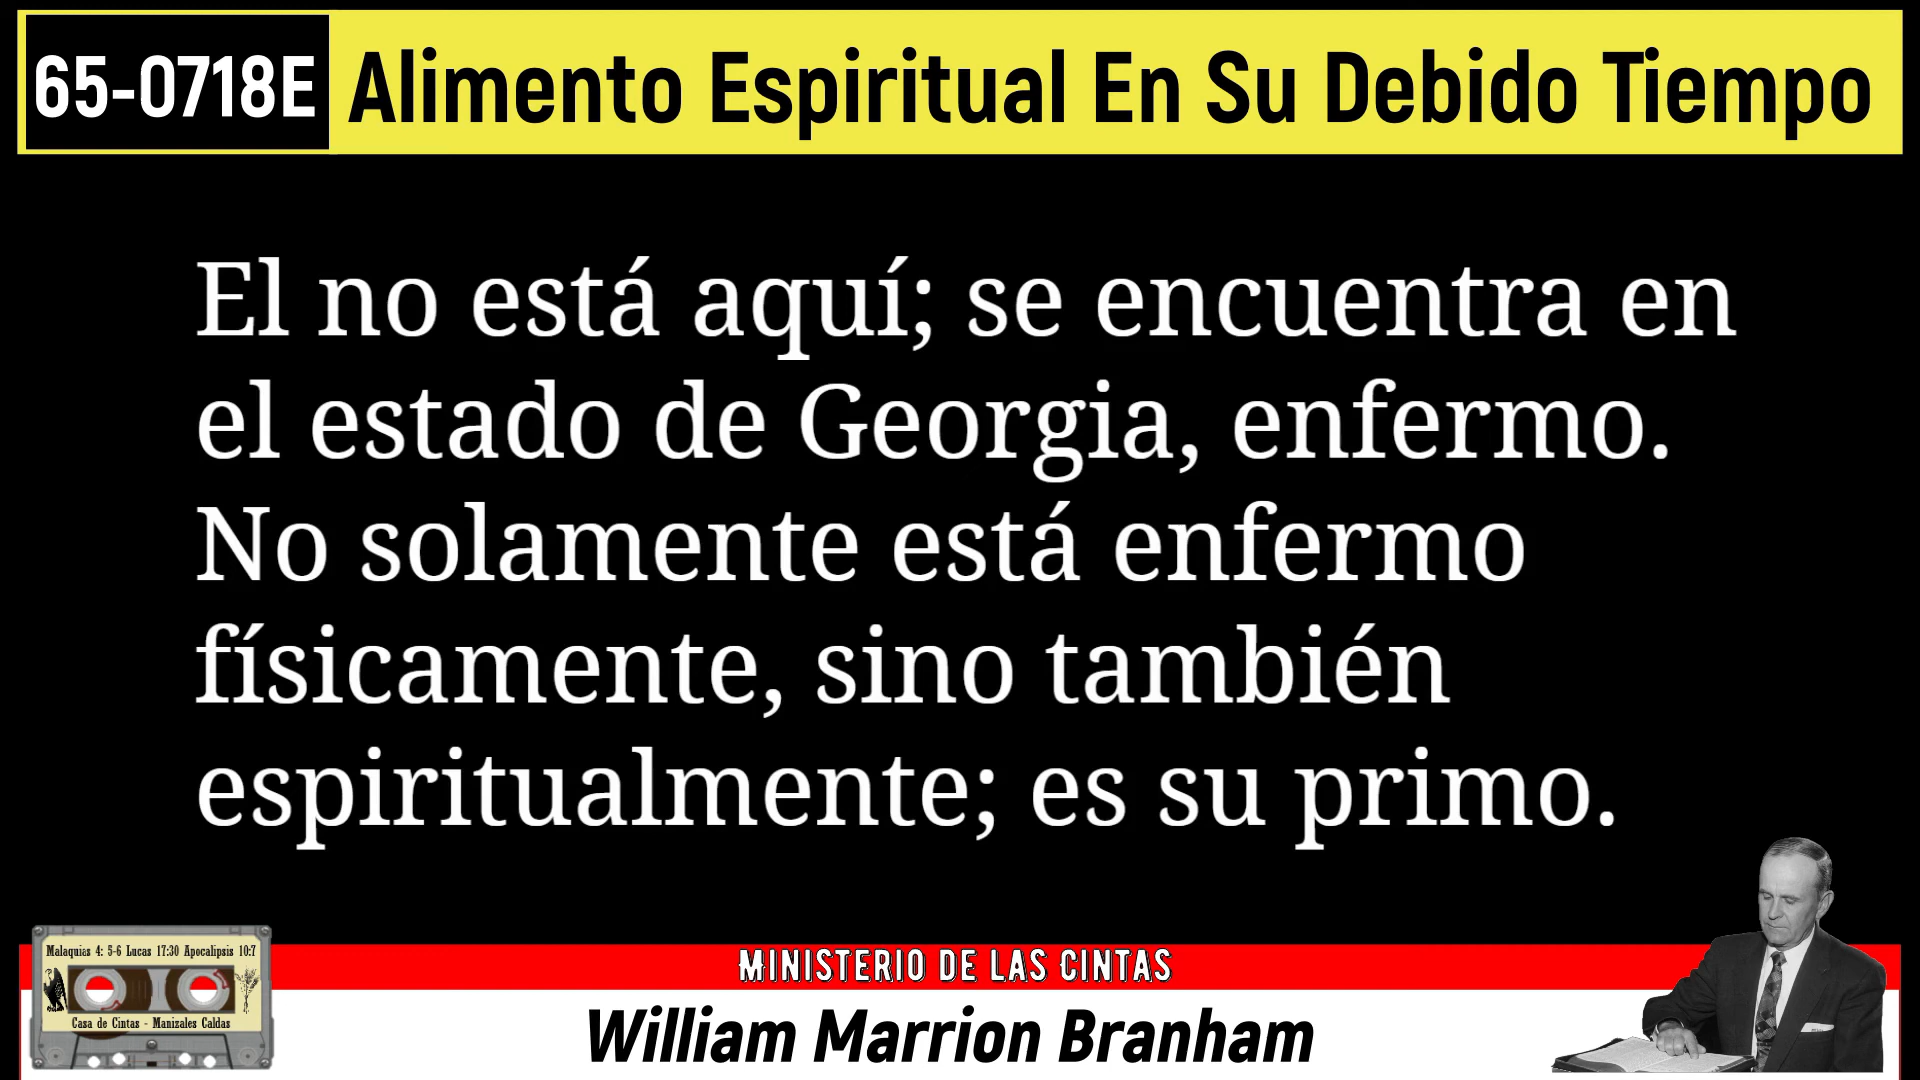 65-0718E Alimento Espiritual En Su Debido Tiempo
El no está aquí; se encuentra en
el estado de Georgia, enfermo.
No solamente está enfermo
físicamente, sino también
espiritualmente; es su primo.
Malaquias 4: 5-6 Lucas 17:30 Apocalipsis 10:7
Casa de Cintas - Manizales Caldas
MINISTERIO DE LAS CINTAS
William Marrion Branham